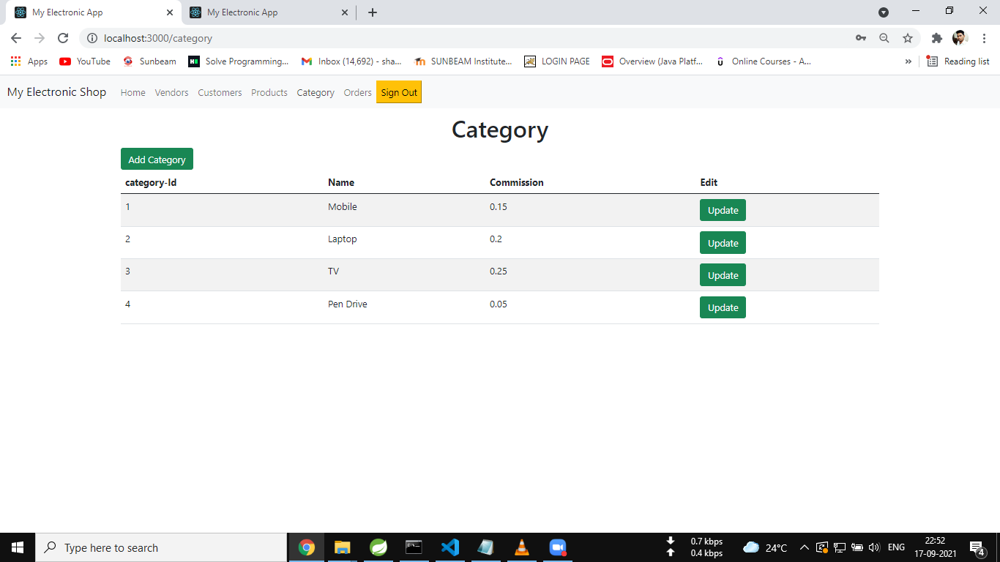 My Electronic App
My Electronic App
localhost:3000/category
Apps YouTube Sunbeam Solve Programming... Inbox (14,692) - sha... SUNBEAM Institute... LOGIN PAGE Overview (Java Platf... Online Courses - A... » Reading list
My Electronic Shop Home Vendors Customers Products Category Orders Sign Out
Category
Add Category
category-Id Name Commission Edit
1 Mobile 0.15 Update
2 Laptop 0.2 Update
3 TV 0.25 Update
4 Pen Drive 0.05 Update
Type here to search
0.7 kbps
0.4 kbps
24°C
ENG
22:52
17-09-2021
4